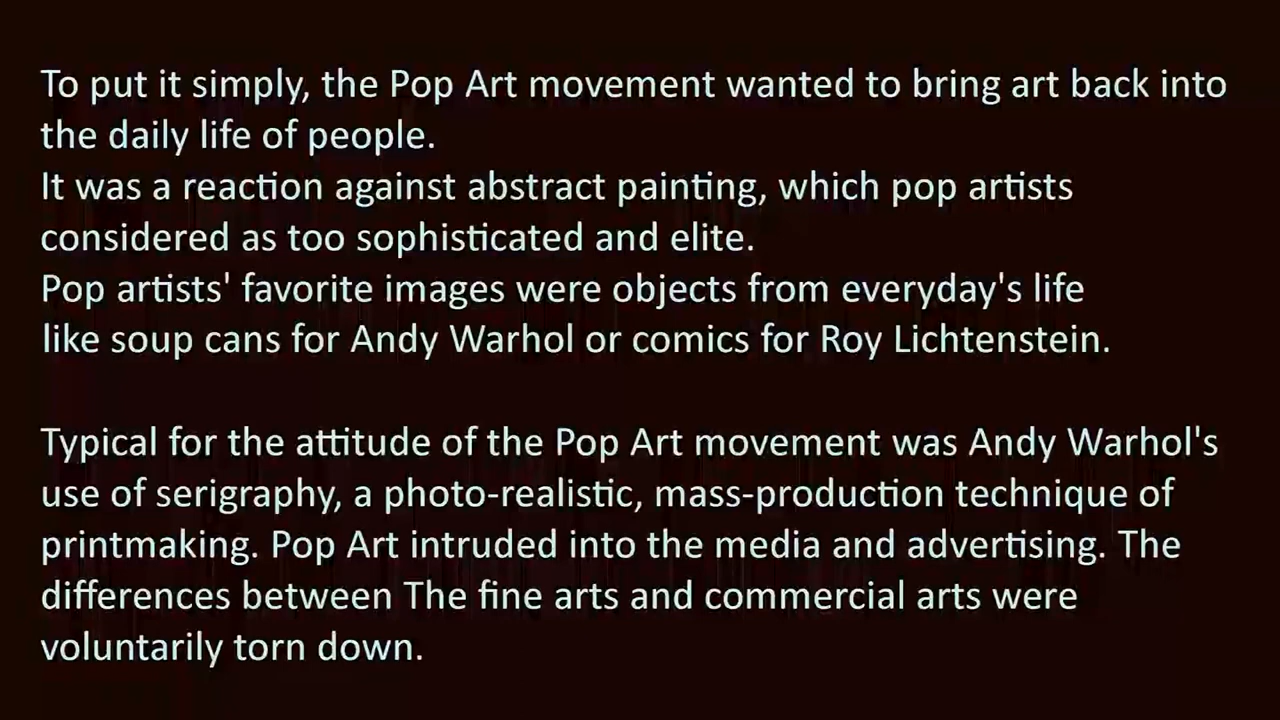 To put it simply, the Pop Art movement wanted to bring art back into
the daily life of people.
It was a reaction against abstract painting, which pop artists
considered as too sophisticated and elite.
Pop artists' favorite images were objects from everyday's life
like soup cans for Andy Warhol or comics for Roy Lichtenstein.
Typical for the attitude of the Pop Art movement was Andy Warhol's
use of serigraphy, a photo-realistic, mass-production technique of
printmaking. Pop Art intruded into the media and advertising. The
differences between The fine arts and commercial arts were
voluntarily torn down.